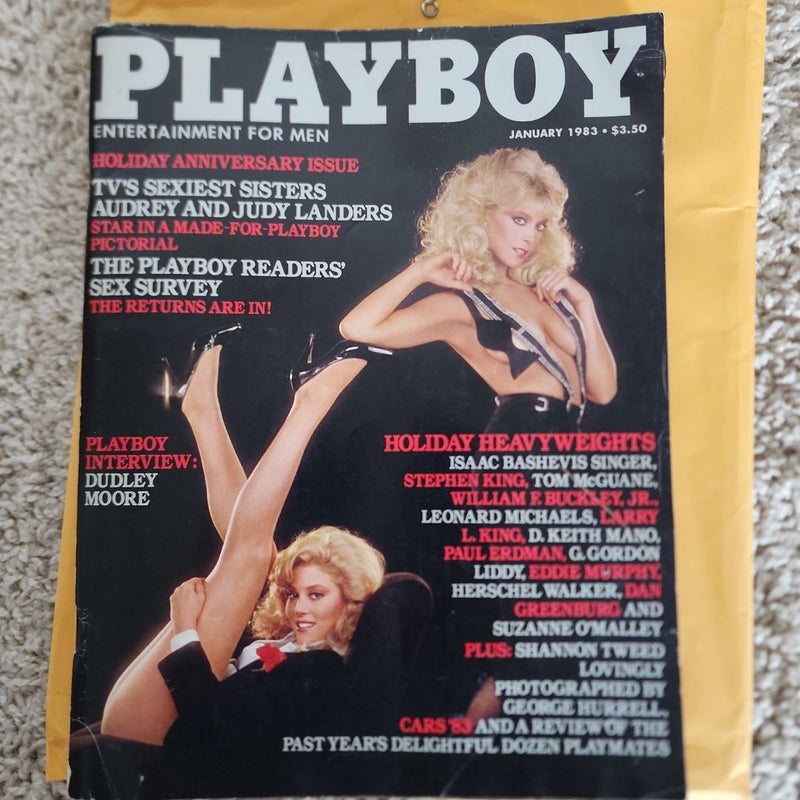 PLAYBOY
ENTERTAINMENT FOR MEN
JANUARY 1983 • $3.50
HOLIDAY ANNIVERSARY ISSUE
TV'S SEXIEST SISTERS
AUDREY AND JUDY LANDERS
STAR IN A MADE-FOR-PLAYBOY
PICTORIAL
THE PLAYBOY READERS'
SEX SURVEY
THE RETURNS ARE IN!
PLAYBOY
INTERVIEW:
DUDLEY
MOORE
HOLIDAY HEAVYWEIGHTS
ISAAC BASHEVIS SINGER,
STEPHEN KING, TOM McGUANE,
WILLIAM F. BUCKLEY, JR.,
LEONARD MICHAELS, LARRY
L. KING, D. KEITH MANO,
PAUL ERDMAN, G. GORDON
LIDDY, EDDIE MURPHY,
HERSCHEL WALKER, DAN
GREENBURG AND
SUZANNE O'MALLEY
PLUS: SHANNON TWEED
LOVINGLY
PHOTOGRAPHED BY
GEORGE HURRELL,
CARS '83 AND A REVIEW OF THE
PAST YEAR'S DELIGHTFUL DOZEN PLAYMATES